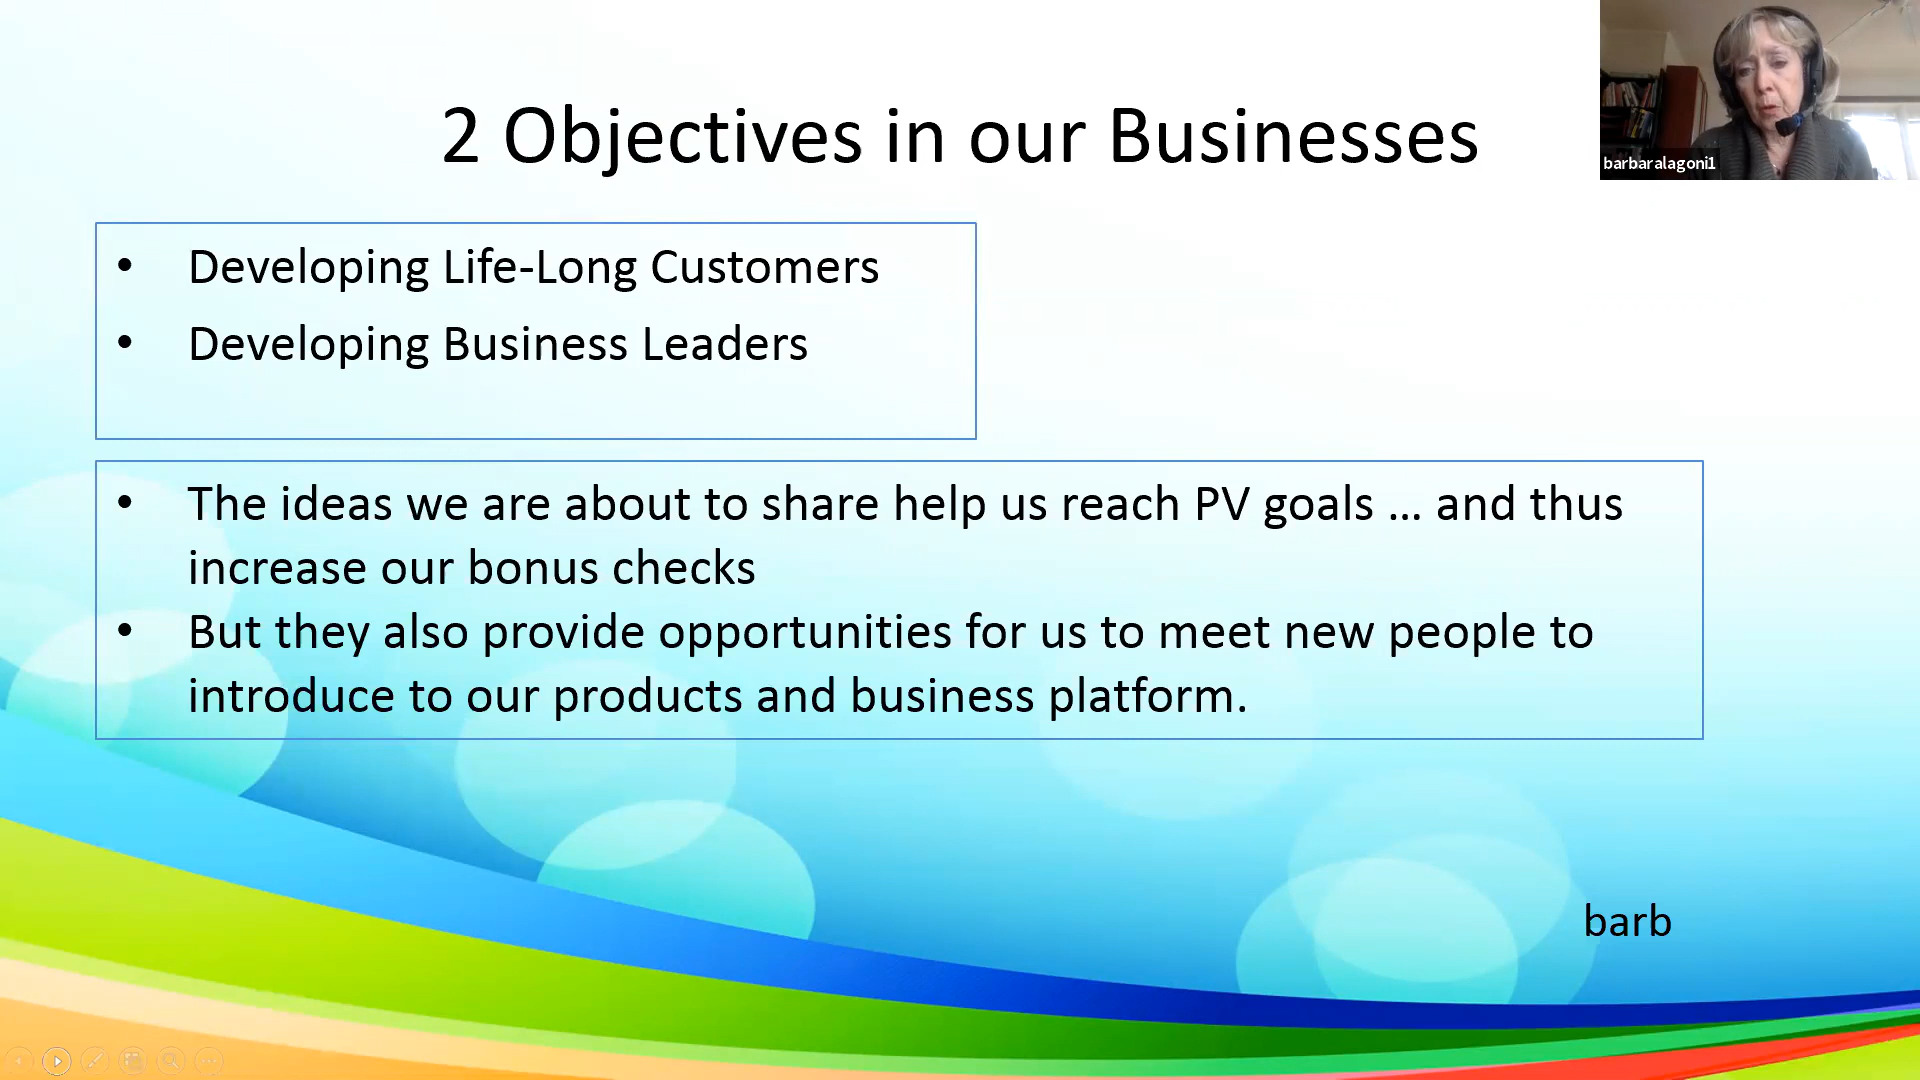 2 Objectives in our Businesses
barbaralagoni1
• Developing Life-Long Customers
• Developing Business Leaders
• The ideas we are about to share help us reach PV goals ... and thus
increase our bonus checks
• But they also provide opportunities for us to meet new people to
introduce to our products and business platform.
barb